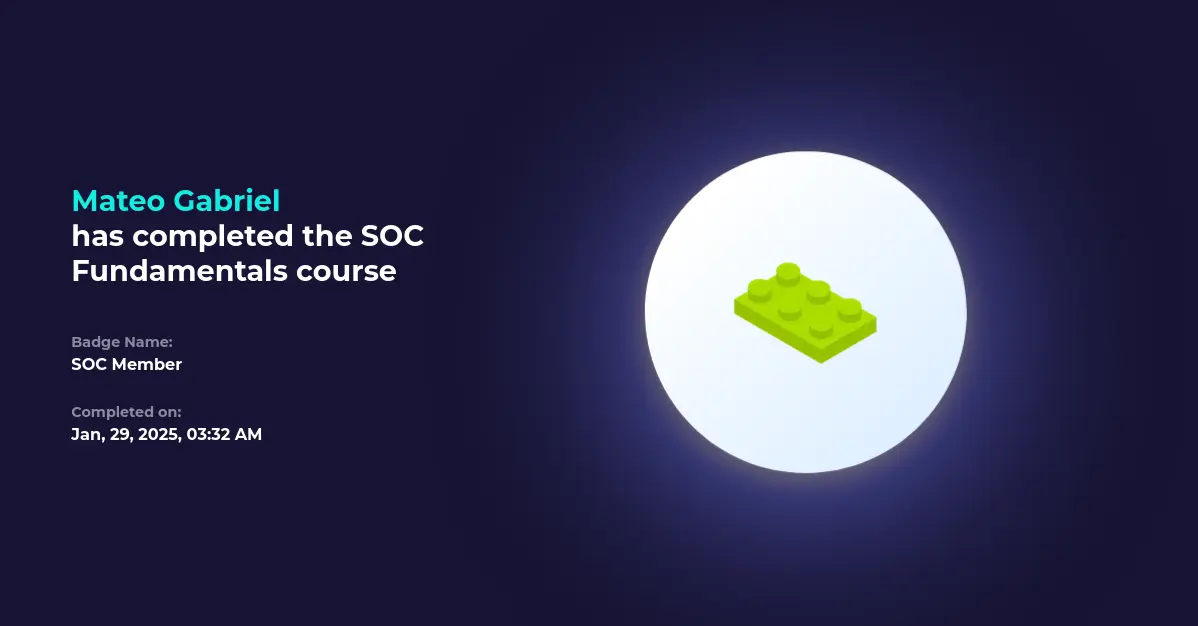 Mateo Gabriel
has completed the SOC
Fundamentals course
Badge Name:
SOC Member
Completed on:
Jan, 29, 2025, 03:32 AM